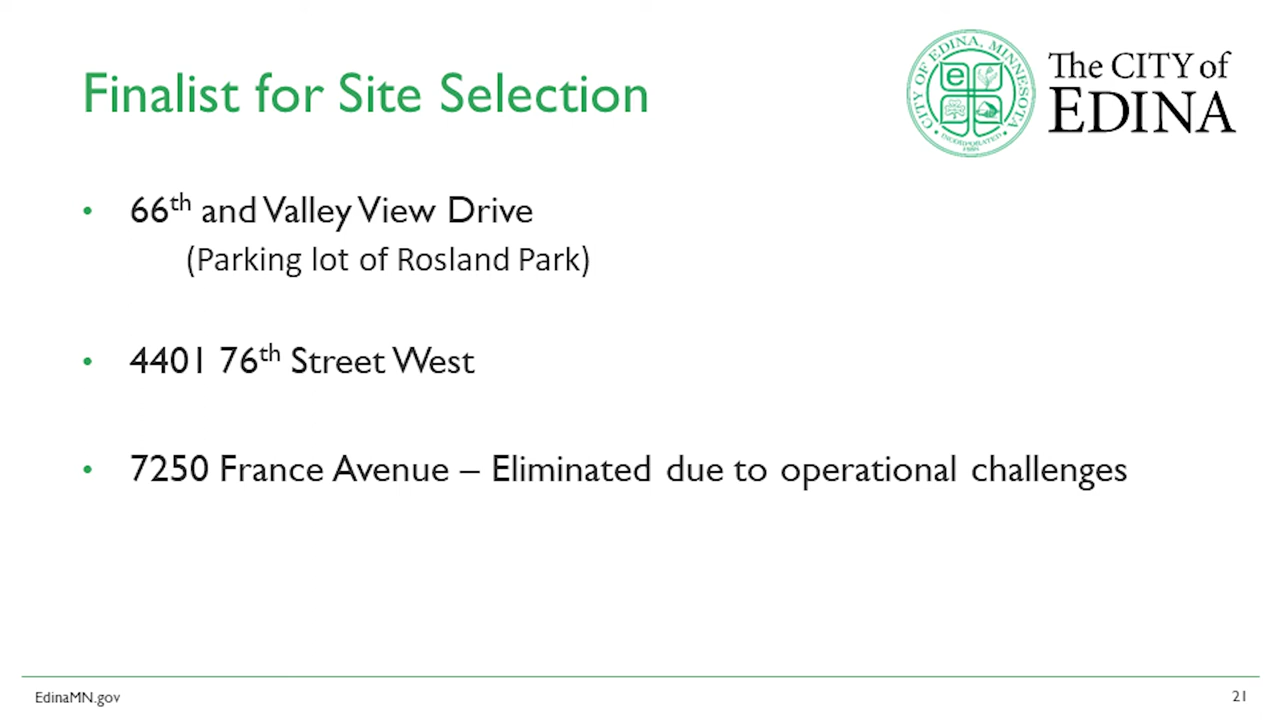 Finalist for Site Selection
CITY OF EDINA, MINNESOTA
e
INCORPORATED
1888
The CITY of
EDINA
• 66th and Valley View Drive
(Parking lot of Rosland Park)
• 4401 76th Street West
• 7250 France Avenue – Eliminated due to operational challenges
EdinaMN.gov
21